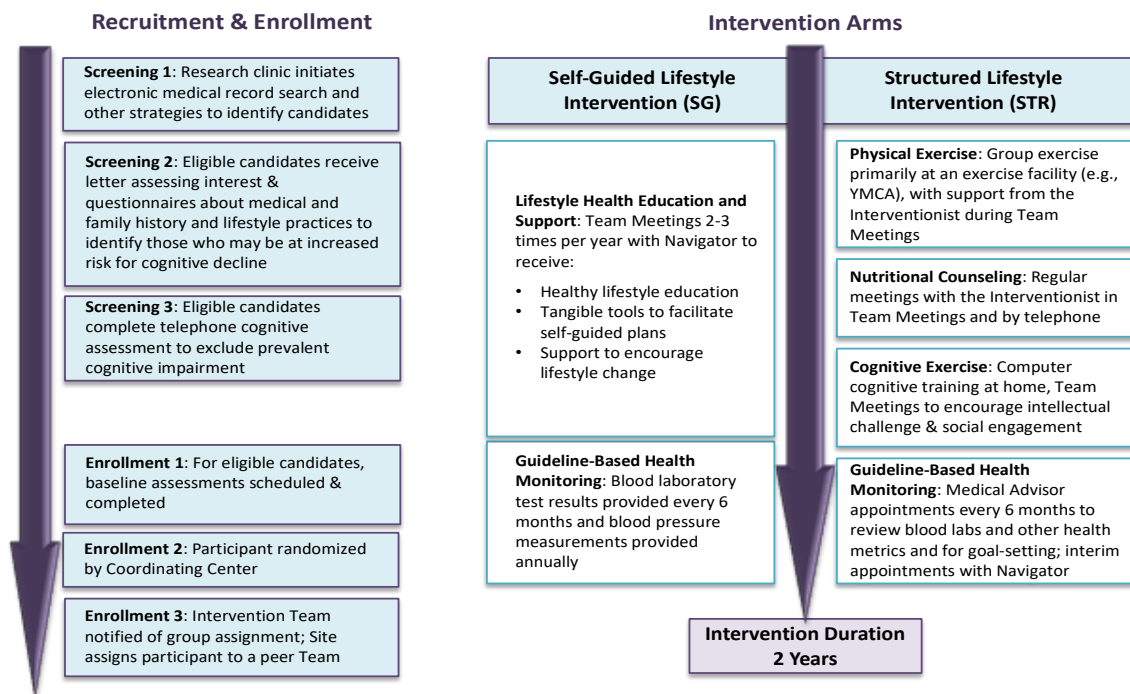 Recruitment & Enrollment
Screening 1: Research clinic initiates
electronic medical record search and
other strategies to identify candidates
Screening 2: Eligible candidates receive
letter assessing interest &
questionnaires about medical and
family history and lifestyle practices to
identify those who may be at increased
risk for cognitive decline
Screening 3: Eligible candidates
complete telephone cognitive
assessment to exclude prevalent
cognitive impairment
Enrollment 1: For eligible candidates,
baseline assessments scheduled &
completed
Enrollment 2: Participant randomized
by Coordinating Center
Enrollment 3: Intervention Team
notified of group assignment; Site
assigns participant to a peer Team
Intervention Arms
Self-Guided Lifestyle
Intervention (SG)
Lifestyle Health Education and
Support: Team Meetings 2-3
times per year with Navigator to
receive:
• Healthy lifestyle education
• Tangible tools to facilitate
self-guided plans
• Support to encourage
lifestyle change
Guideline-Based Health
Monitoring: Blood laboratory
test results provided every 6
months and blood pressure
measurements provided
annually
Structured Lifestyle
Intervention (STR)
Physical Exercise: Group exercise
primarily at an exercise facility (e.g.,
YMCA), with support from the
Interventionist during Team
Meetings
Nutritional Counseling: Regular
meetings with the Interventionist in
Team Meetings and by telephone
Cognitive Exercise: Computer
cognitive training at home, Team
Meetings to encourage intellectual
challenge & social engagement
Guideline-Based Health
Monitoring: Medical Advisor
appointments every 6 months to
review blood labs and other health
metrics and for goal-setting; interim
appointments with Navigator
Intervention Duration
2 Years